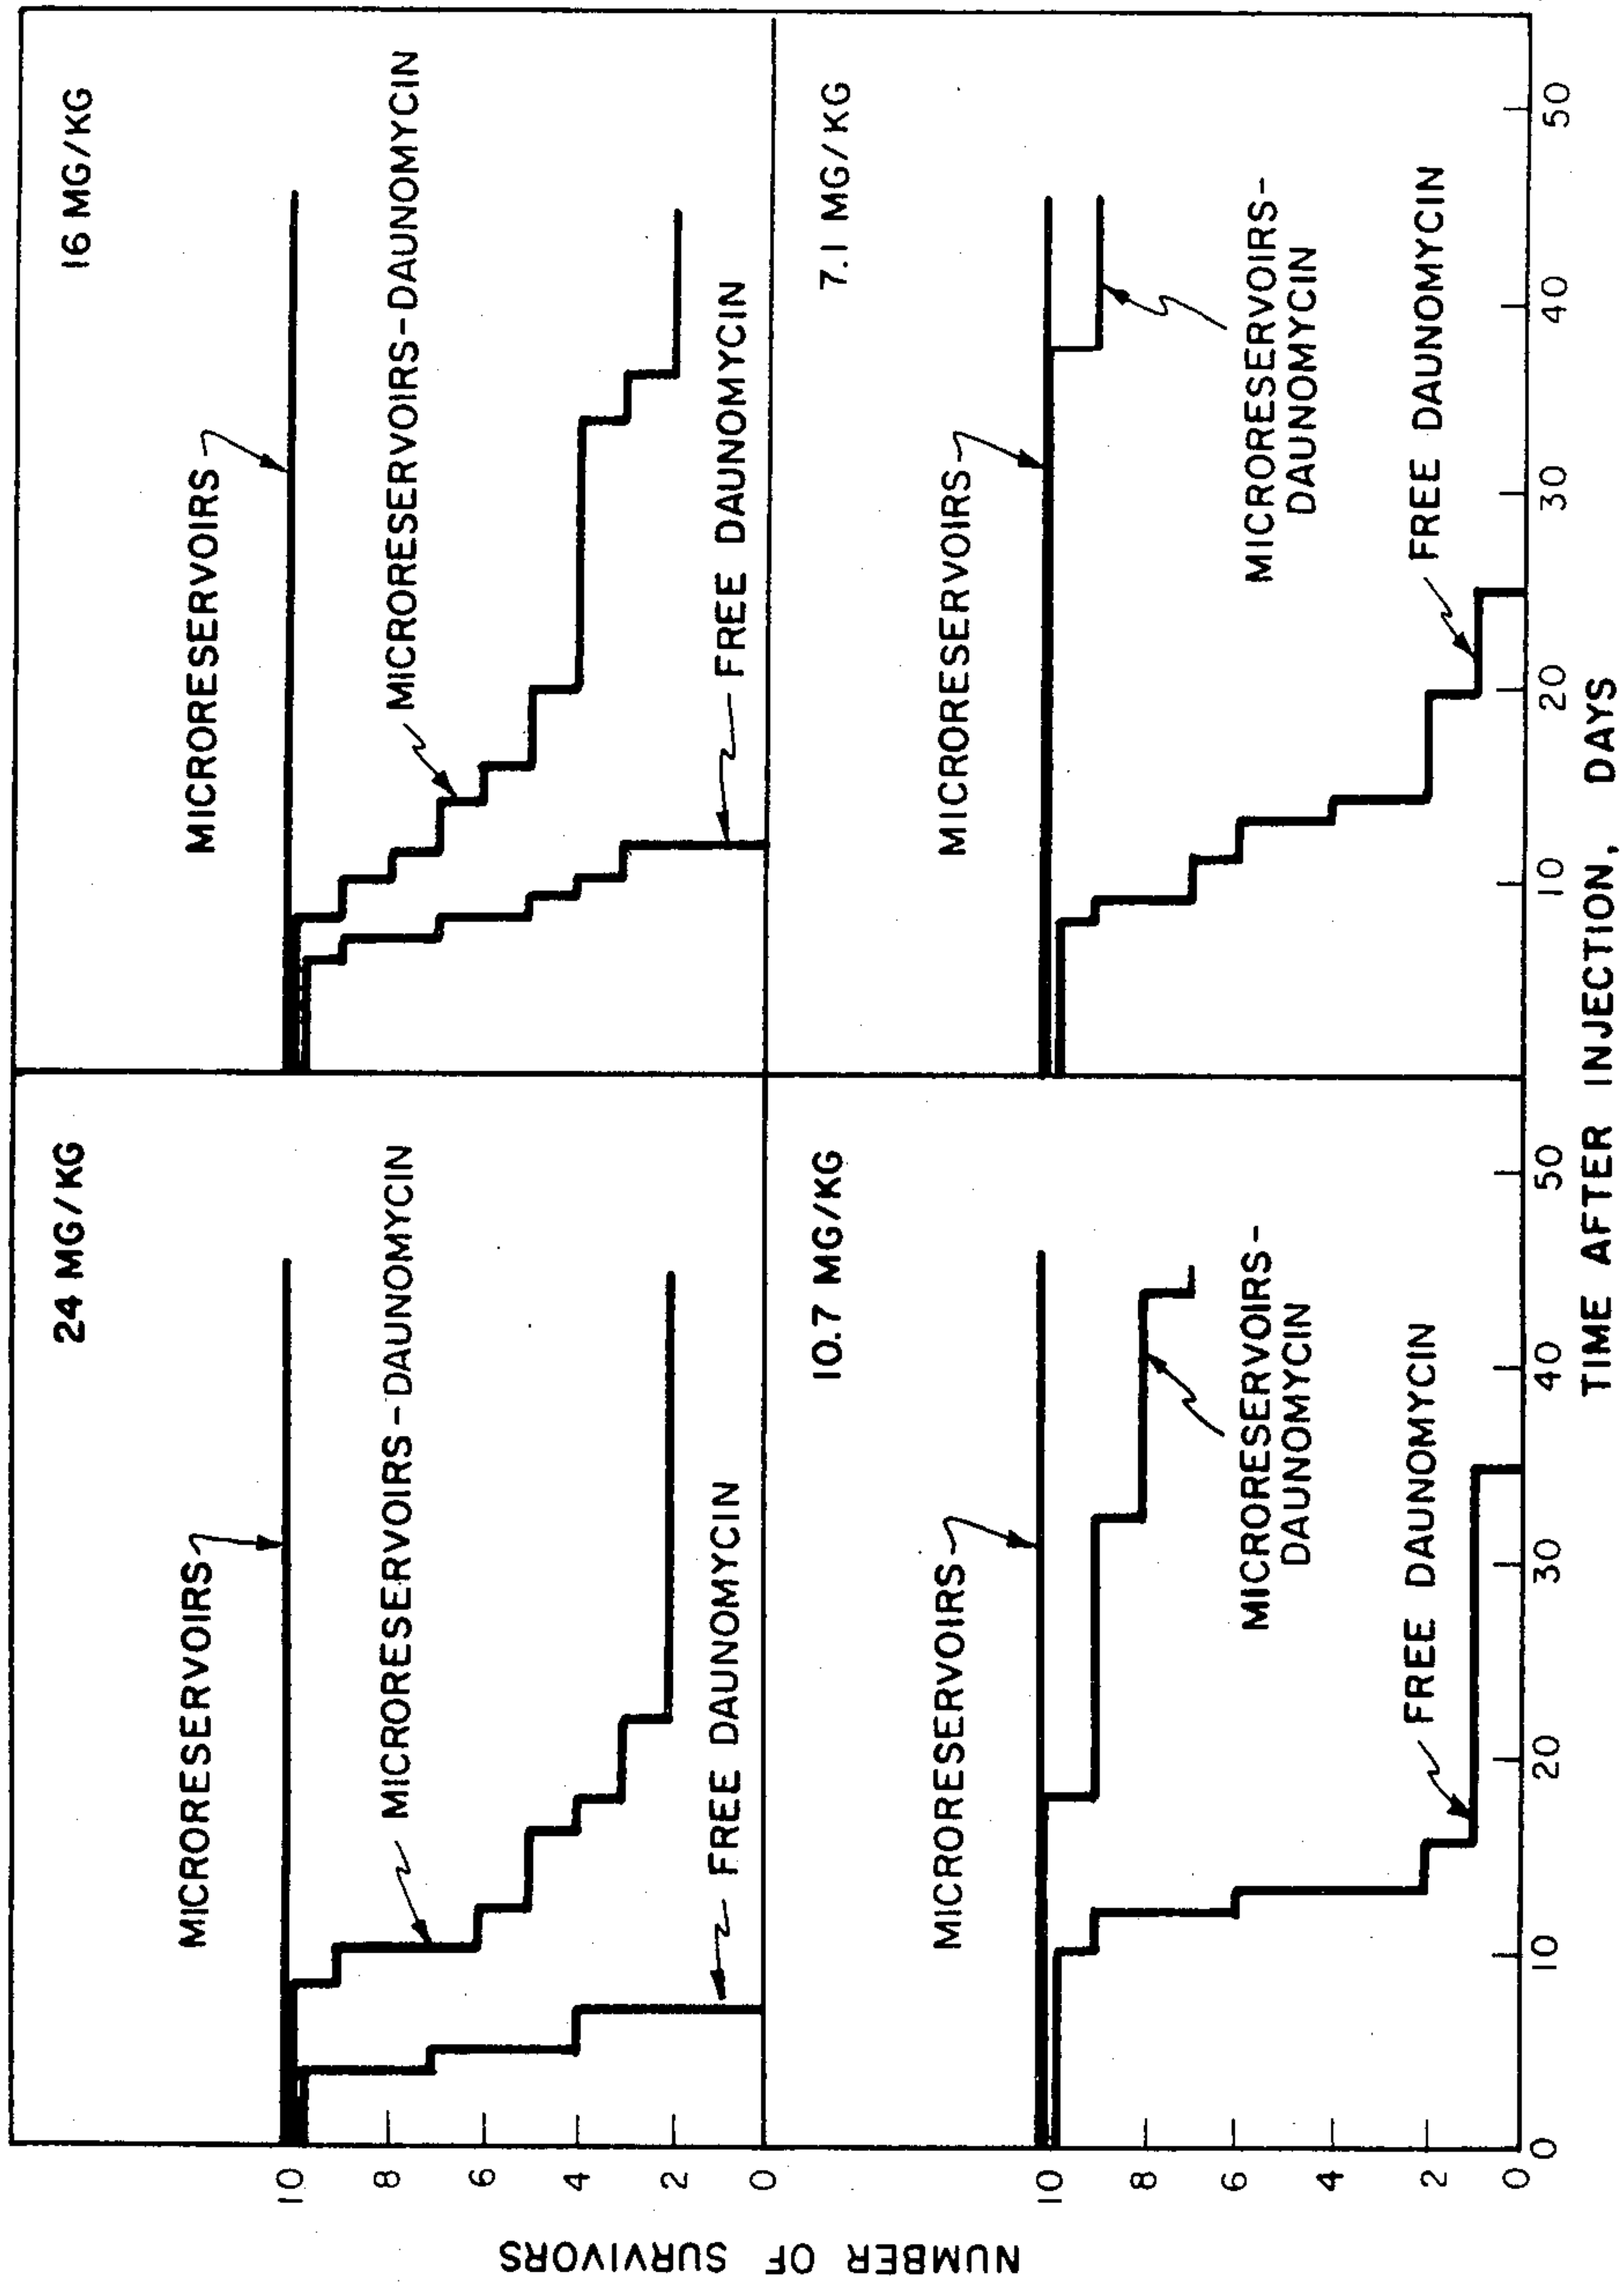 24 MG/KG
MICRORESERVOIRS
MICRORESERVOIRS-DAUNOMYCIN
FREE DAUNOMYCIN
16 MG/KG
MICRORESERVOIRS
MICRORESERVOIRS-DAUNOMYCIN
FREE DAUNOMYCIN
10
8
6
4
2
0
10.7 MG/KG
MICRORESERVOIRS
MICRORESERVOIRS-
DAUNOMYCIN
FREE DAUNOMYCIN
7.1 MG/KG
MICRORESERVOIRS
MICRORESERVOIRS-
DAUNOMYCIN
FREE DAUNOMYCIN
10
8
6
4
2
0
NUMBER OF SURVIVORS
0 10 20 30 40 50 10 20 30 40 50
TIME AFTER INJECTION, DAYS